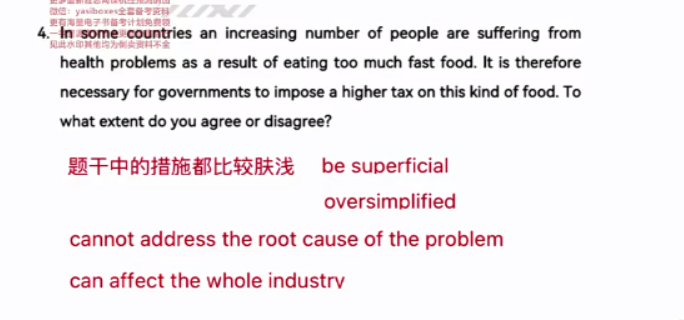 微信: yasiboxes全套备考资料
更有海量电子书备考计划免费领
4. In some countries an increasing number of people are suffering from
见此水印其他均为倒卖资料不全
health problems as a result of eating too much fast food. It is therefore
necessary for governments to impose a higher tax on this kind of food. To
what extent do you agree or disagree?
题干中的措施都比较肤浅 be superficial
oversimplified
cannot address the root cause of the problem
can affect the whole industry